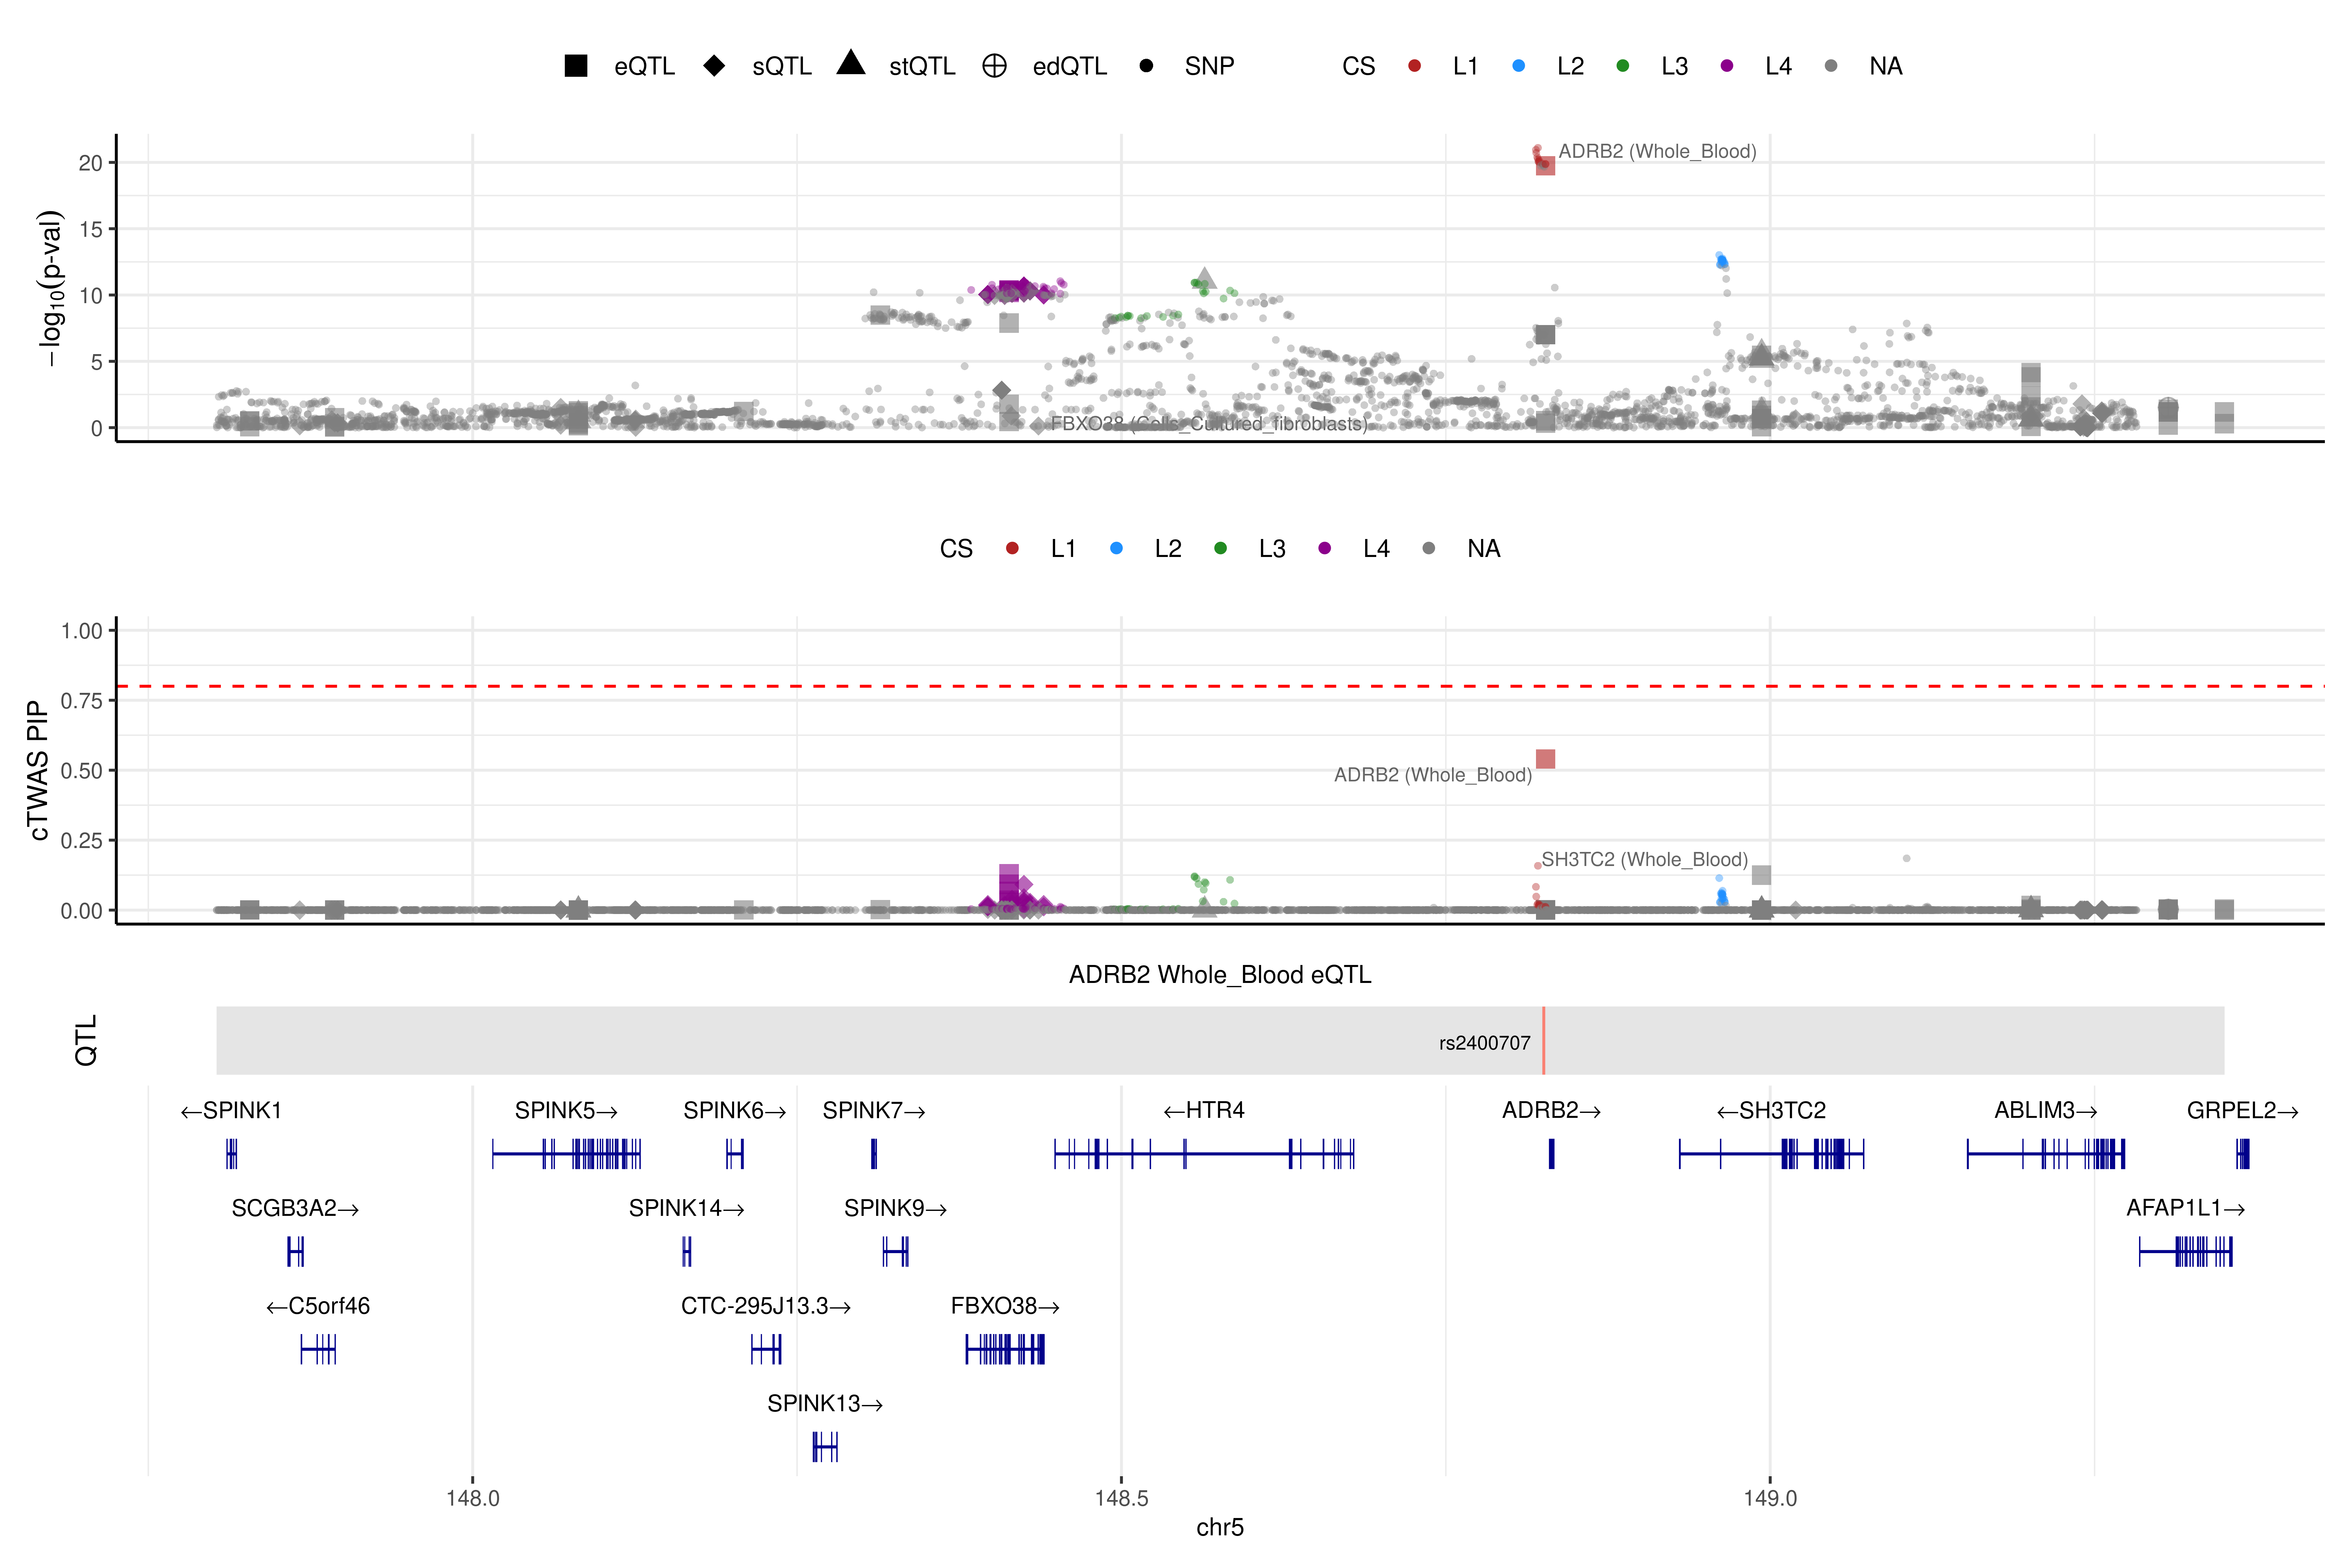 eQTL sQTL stQTL edQTL SNP CS L1 L2 L3 L4 NA
−log10(p-val)
20
15
10
5
0
ADRB2 (Whole_Blood)
FBXO38 (Cells_Cultured_fibroblasts)
CS L1 L2 L3 L4 NA
cTWAS PIP
1.00
0.75
0.50
0.25
0.00
ADRB2 (Whole_Blood)
SH3TC2 (Whole_Blood)
ADRB2 Whole_Blood eQTL
QTL
rs2400707
←SPINK1 SPINK5→ SPINK6→ SPINK7→ ←HTR4 ADRB2→ ←SH3TC2 ABLIM3→ GRPEL2→
SCGB3A2→ SPINK14→ SPINK9→ AFAP1L1→
←C5orf46 CTC-295J13.3→ FBXO38→
SPINK13→
148.0 148.5 149.0
chr5